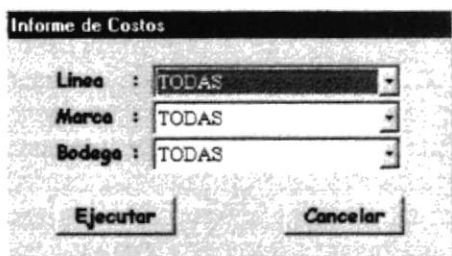 Informe de Costos
Linea : TODAS
Marca : TODAS
Bodega : TODAS
Ejecutar Cancelar